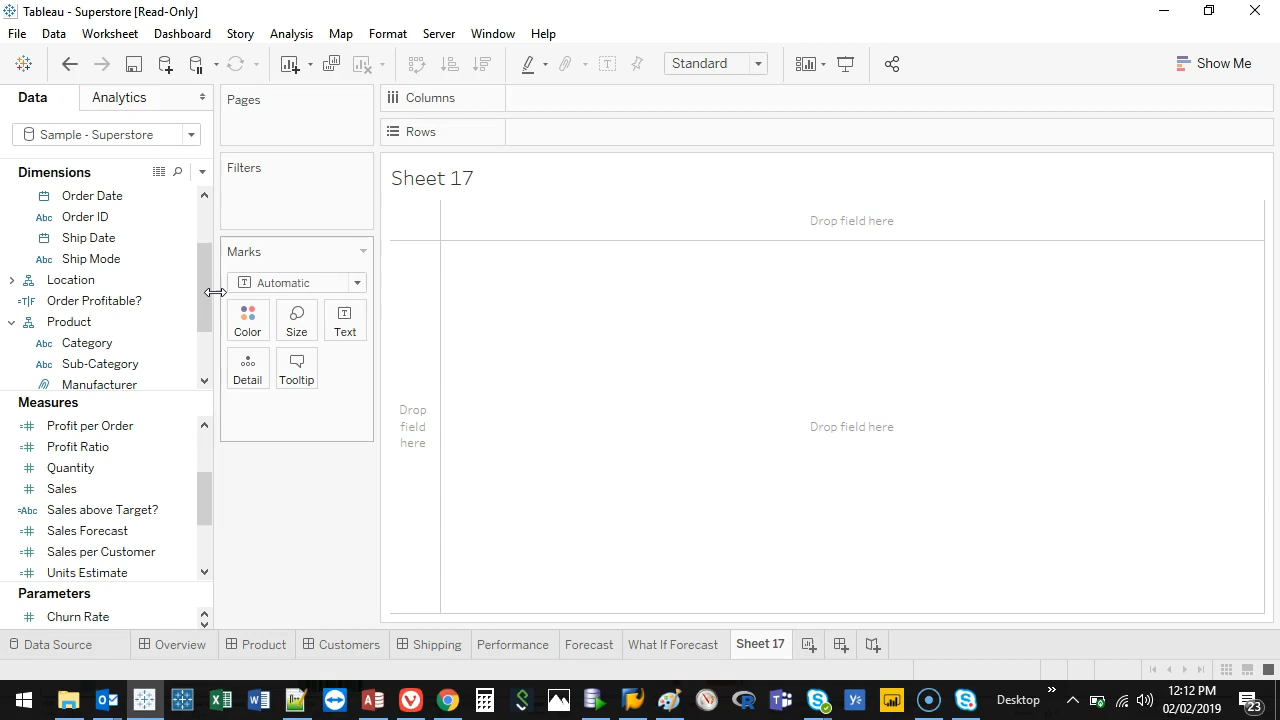 Tableau - Superstore [Read-Only]
File Data Worksheet Dashboard Story Analysis Map Format Server Window Help
Standard
Show Me
Data Analytics
Sample - Superstore
Dimensions
Order Date
Abc Order ID
Ship Date
Abc Ship Mode
Location
=T|F Order Profitable?
Product
Abc Category
Abc Sub-Category
Manufacturer
Measures
Profit per Order
Profit Ratio
Quantity
Sales
=Abc Sales above Target?
Sales Forecast
Sales per Customer
Units Estimate
Parameters
Churn Rate
Pages
Filters
Marks
Automatic
Color Size Text
Detail Tooltip
Columns
Rows
Sheet 17
Drop field here
Drop
field
here
Drop field here
Data Source Overview Product Customers Shipping Performance Forecast What If Forecast Sheet 17
Desktop
12:12 PM
02/02/2019
23